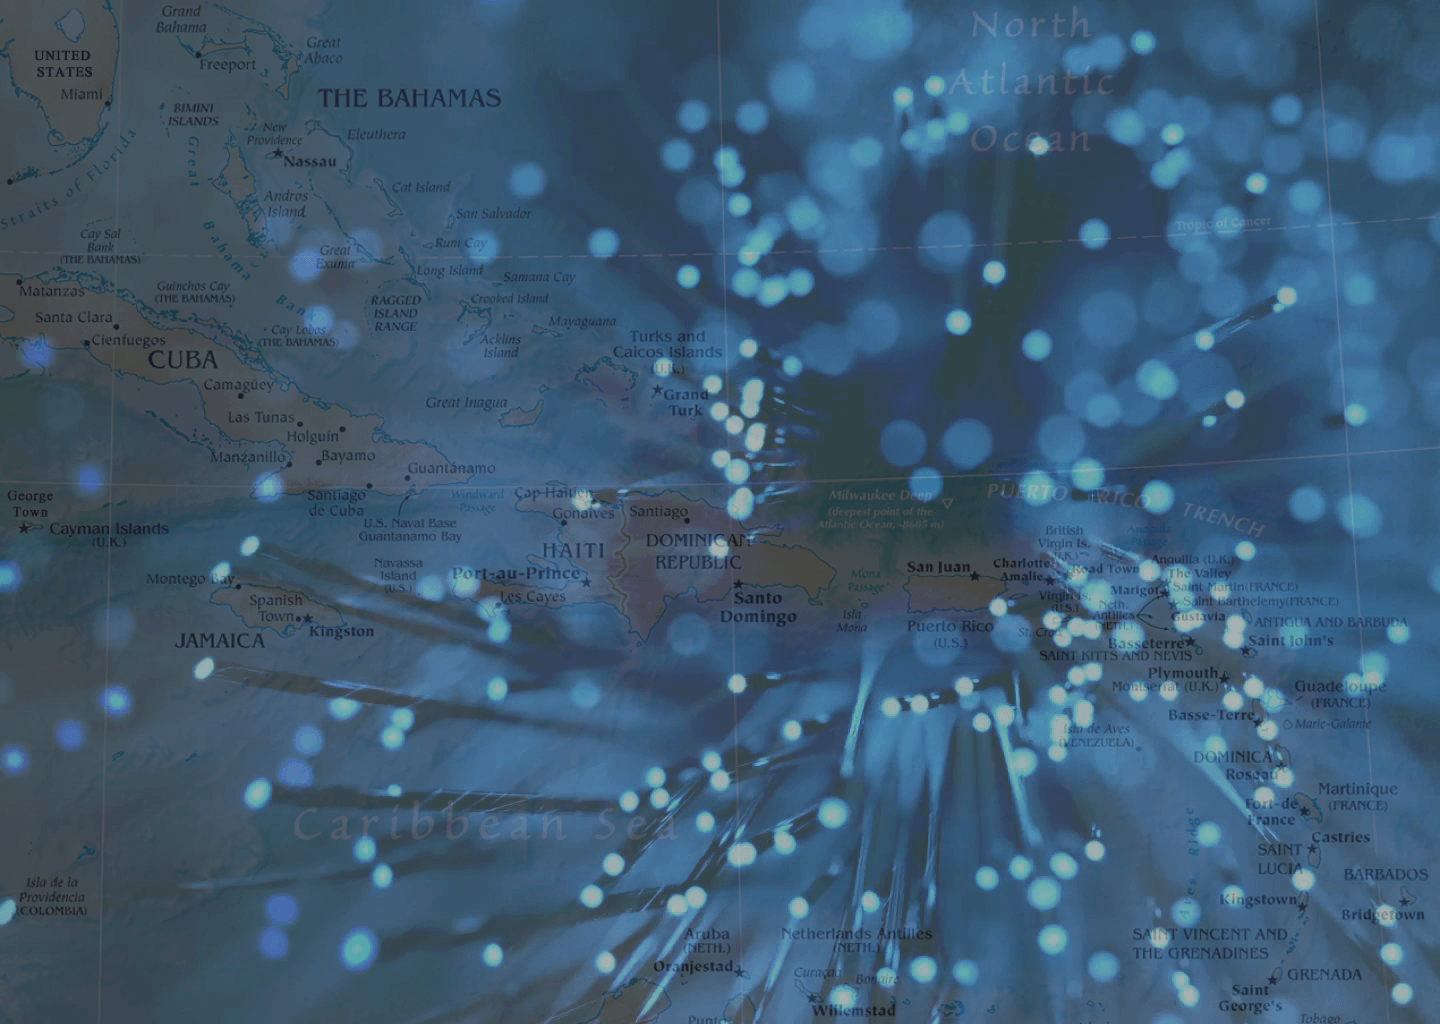 Grand
Bahama
Great
Abaco
Freeport
UNITED
STATES
Miami
Straits of Florida
BIMINI
ISLANDS
THE BAHAMAS
New
Providence
Nassau
Eleuthera
Great
Bahama
Bank
Andros
Island
Cat Island
San Salvador
Great
Exuma
Rum Cay
Long Island
Samana Cay
Cay Sal
Bank
(THE BAHAMAS)
Guinchos Cay
(THE BAHAMAS)
RAGGED
ISLAND
RANGE
Crooked Island
Acklins
Island
Mayaguana
Cay Lobos
(THE BAHAMAS)
Matanzas
Santa Clara
Cienfuegos
CUBA
Camagüey
Las Tunas
Holguín
Manzanillo
Bayamo
Guantánamo
Santiago
de Cuba
U.S. Naval Base
Guantanamo Bay
Windward
Passage
Great Inagua
Turks and
Caicos Islands
(U.K.)
Grand
Turk
North
Atlantic
Ocean
Tropic of Cancer
George
Town
Cayman Islands
(U.K.)
Navassa
Island
(U.S.)
Montego Bay
Spanish
Town
Kingston
JAMAICA
Cap-Haïtien
Gonaïves
HAITI
Port-au-Prince
Les Cayes
Santiago
DOMINICAN
REPUBLIC
Santo
Domingo
Milwaukee Deep
(deepest point of the
Atlantic Ocean, -8605 m)
PUERTO RICO TRENCH
Mona
Passage
Isla
Mona
San Juan
Puerto Rico
(U.S.)
British
Virgin Is.
(U.K.)
Charlotte
Amalie
Road Town
Virgin Is.
(U.S.)
St. Croix
Anguilla (U.K.)
The Valley
Saint Martin (FRANCE)
Marigot
Saint Barthelemy (FRANCE)
Gustavia
Neth.
Antilles
(NETH.)
ANTIGUA AND BARBUDA
Saint John's
Basseterre
SAINT KITTS AND NEVIS
Plymouth
Montserrat (U.K.)
Guadeloupe
(FRANCE)
Basse-Terre
Marie-Galante
Isla de Aves
(VENEZUELA)
DOMINICA
Roseau
Martinique
(FRANCE)
Fort-de
France
Castries
SAINT
LUCIA
Aves Ridge
BARBADOS
Bridgetown
Kingstown
SAINT VINCENT AND
THE GRENADINES
GRENADA
Saint
George's
Tobago
Caribbean Sea
Isla de la
Providencia
(COLOMBIA)
Aruba
(NETH.)
Oranjestad
Netherlands Antilles
(NETH.)
Curaçao
Bonaire
Willemstad